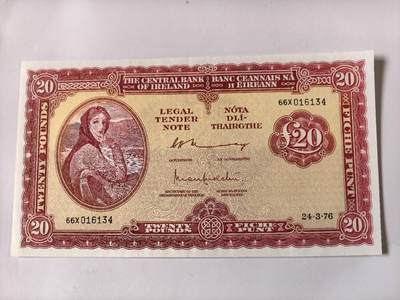 20
THE CENTRAL BANK OF IRELAND
BANC CEANNAIS NA H ÉIREANN
20
66X016134
LEGAL TENDER NOTE
NÓTA DLÍ-THAIRGTHE
£20
TWENTY POUNDS
FICHE PUNT
66X016134
24-3-76
20
TWENTY POUNDS
FICHE PUNT
20